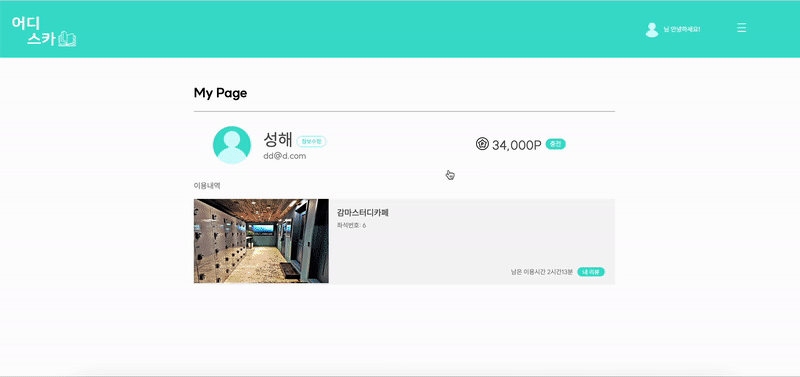 어디
스카
님 안녕하세요!
My Page
성해 정보수정
dd@d.com
34,000P 충전
이용내역
감마스터디카페
좌석번호: 6
남은 이용시간 2시간13분 내 리뷰